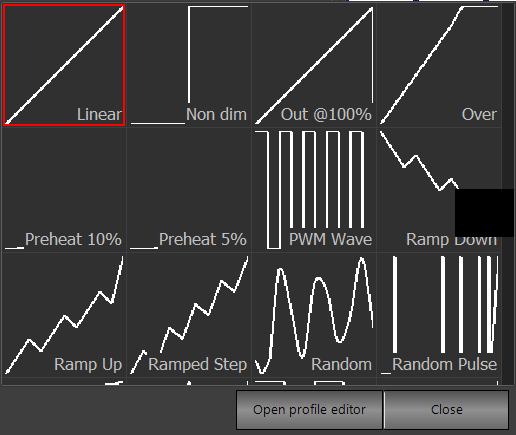 Linear
Non dim
Out @100%
Over
Preheat 10%
Preheat 5%
PWM Wave
Ramp Down
Ramp Up
Ramped Step
Random
Random Pulse
Open profile editor
Close